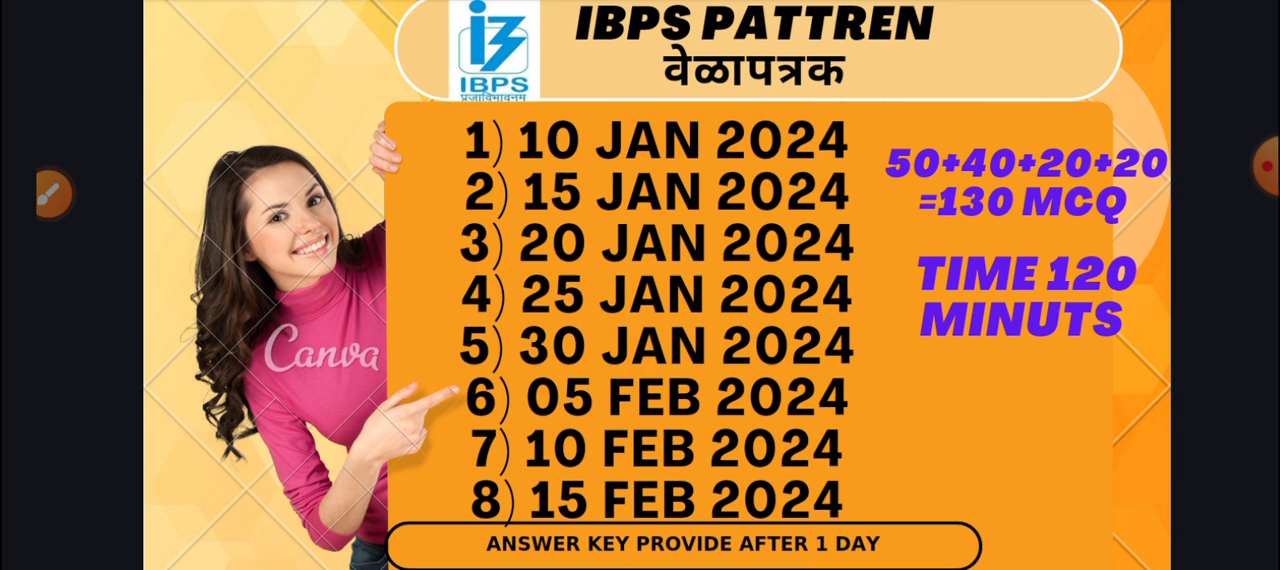 IBPS PATTREN
वेळापत्रक
IBPS
प्रजाविभावनम
1) 10 JAN 2024
2) 15 JAN 2024
3) 20 JAN 2024
4) 25 JAN 2024
5) 30 JAN 2024
6) 05 FEB 2024
7) 10 FEB 2024
8) 15 FEB 2024
50+40+20+20
=130 MCQ
TIME 120
MINUTS
Canva
ANSWER KEY PROVIDE AFTER 1 DAY